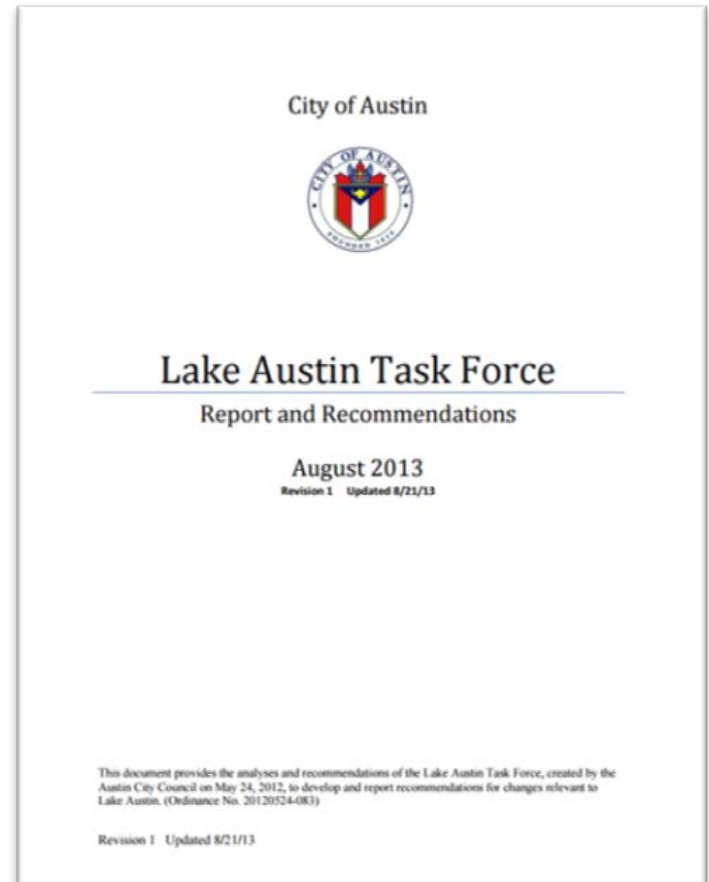 City of Austin
CITY OF AUSTIN
FOUNDED 1839
Lake Austin Task Force
Report and Recommendations
August 2013
Revision 1 Updated 8/21/13
This document provides the analyses and recommendations of the Lake Austin Task Force, created by the
Austin City Council on May 24, 2012, to develop and report recommendations for changes relevant to
Lake Austin. (Ordinance No. 20120524-083)
Revision 1 Updated 8/21/13